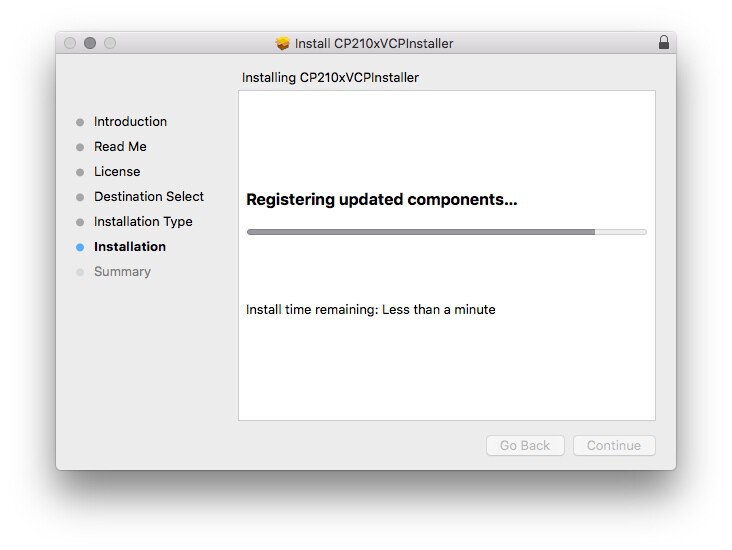 Install CP210xVCPInstaller
Installing CP210xVCPInstaller
Introduction
Read Me
License
Destination Select
Installation Type
Installation
Summary
Registering updated components...
Install time remaining: Less than a minute
Go Back
Continue